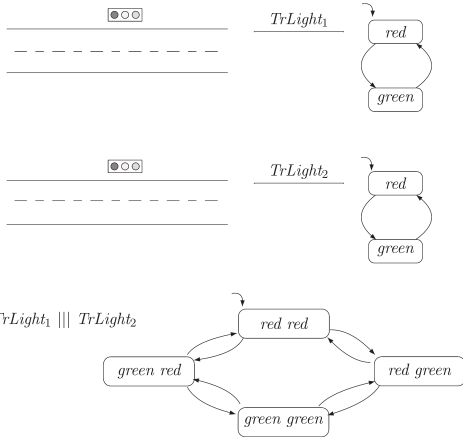 TrLight₁
red
green
TrLight₂
red
green
TrLight₁ ||| TrLight₂
red red
green red
red green
green green